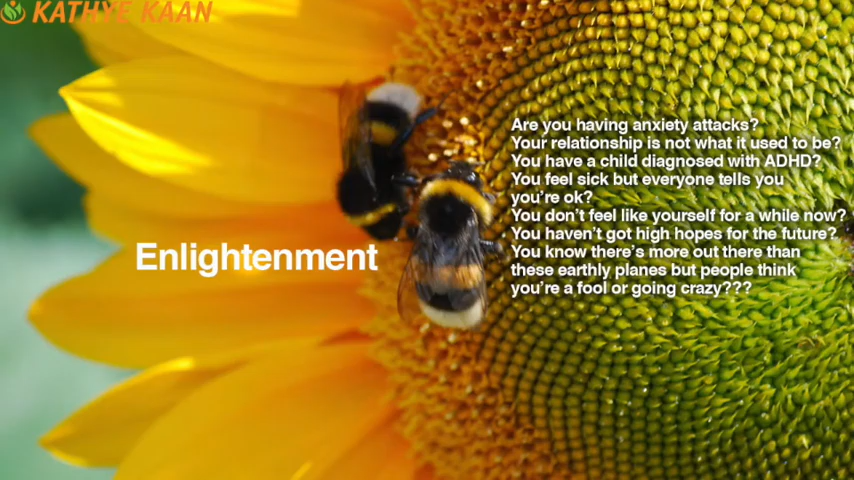 KATHYE KAAN
Enlightenment
Are you having anxiety attacks?
Your relationship is not what it used to be?
You have a child diagnosed with ADHD?
You feel sick but everyone tells you
you're ok?
You don't feel like yourself for a while now?
You haven't got high hopes for the future?
You know there's more out there than
these earthly planes but people think
you're a fool or going crazy???